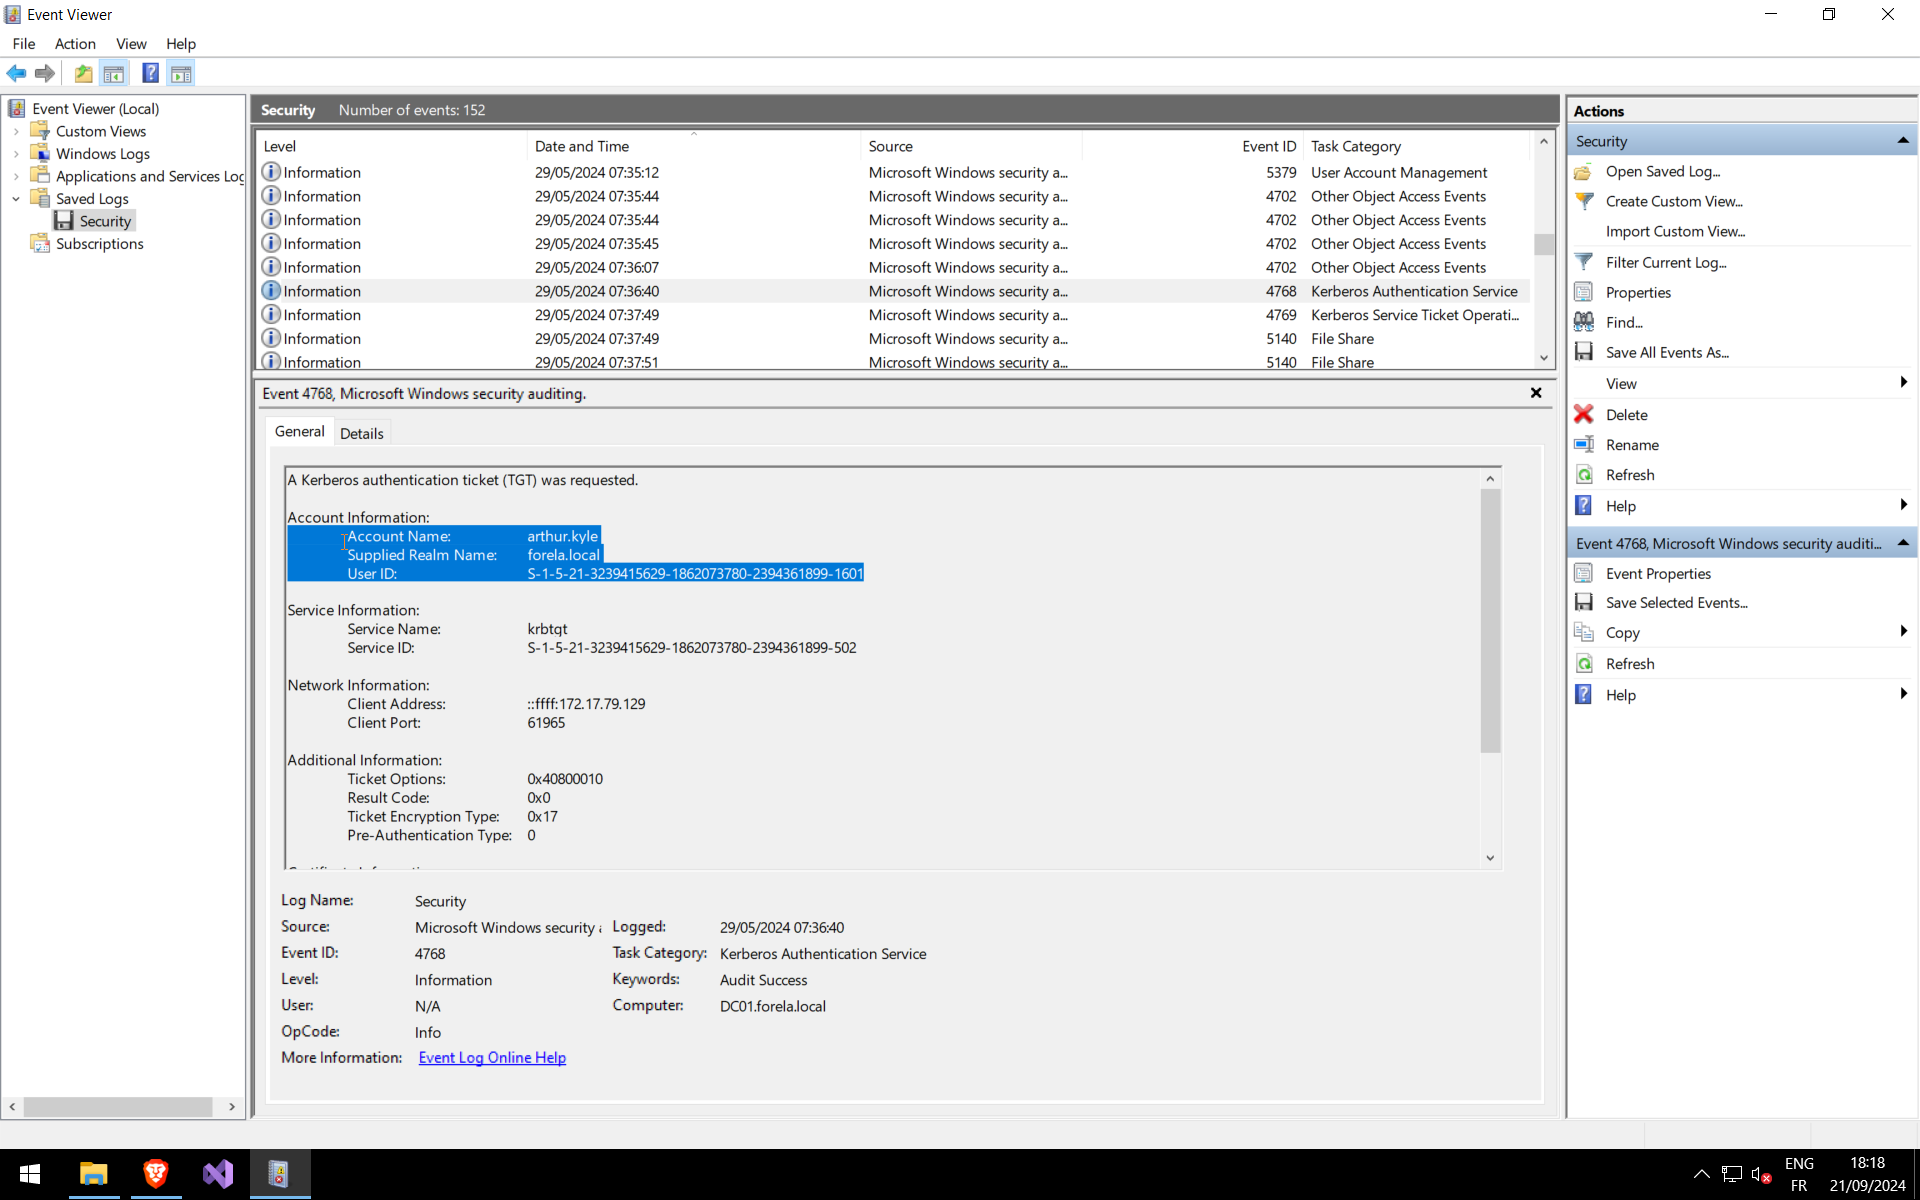 Event Viewer
File Action View Help
Event Viewer (Local)
Custom Views
Windows Logs
Applications and Services Log
Saved Logs
Security
Subscriptions
Security Number of events: 152
Level Date and Time Source Event ID Task Category
Information 29/05/2024 07:35:12 Microsoft Windows security a... 5379 User Account Management
Information 29/05/2024 07:35:44 Microsoft Windows security a... 4702 Other Object Access Events
Information 29/05/2024 07:35:44 Microsoft Windows security a... 4702 Other Object Access Events
Information 29/05/2024 07:35:45 Microsoft Windows security a... 4702 Other Object Access Events
Information 29/05/2024 07:36:07 Microsoft Windows security a... 4702 Other Object Access Events
Information 29/05/2024 07:36:40 Microsoft Windows security a... 4768 Kerberos Authentication Service
Information 29/05/2024 07:37:49 Microsoft Windows security a... 4769 Kerberos Service Ticket Operati...
Information 29/05/2024 07:37:49 Microsoft Windows security a... 5140 File Share
Information 29/05/2024 07:37:51 Microsoft Windows security a... 5140 File Share
Event 4768, Microsoft Windows security auditing.
General Details
A Kerberos authentication ticket (TGT) was requested.
Account Information:
Account Name: arthur.kyle
Supplied Realm Name: forela.local
User ID: S-1-5-21-3239415629-1862073780-2394361899-1601
Service Information:
Service Name: krbtgt
Service ID: S-1-5-21-3239415629-1862073780-2394361899-502
Network Information:
Client Address: ::ffff:172.17.79.129
Client Port: 61965
Additional Information:
Ticket Options: 0x40800010
Result Code: 0x0
Ticket Encryption Type: 0x17
Pre-Authentication Type: 0
Log Name: Security
Source: Microsoft Windows security Logged: 29/05/2024 07:36:40
Event ID: 4768 Task Category: Kerberos Authentication Service
Level: Information Keywords: Audit Success
User: N/A Computer: DC01.forela.local
OpCode: Info
More Information: Event Log Online Help
Actions
Security
Open Saved Log...
Create Custom View...
Import Custom View...
Filter Current Log...
Properties
Find...
Save All Events As...
View
Delete
Rename
Refresh
Help
Event 4768, Microsoft Windows security auditi...
Event Properties
Save Selected Events...
Copy
Refresh
Help
ENG
FR
18:18
21/09/2024